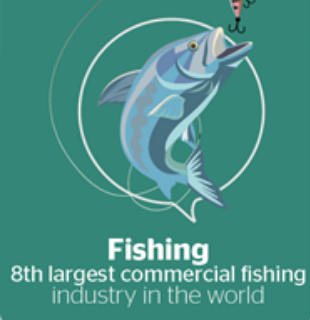 Fishing
8th largest commercial fishing
industry in the world